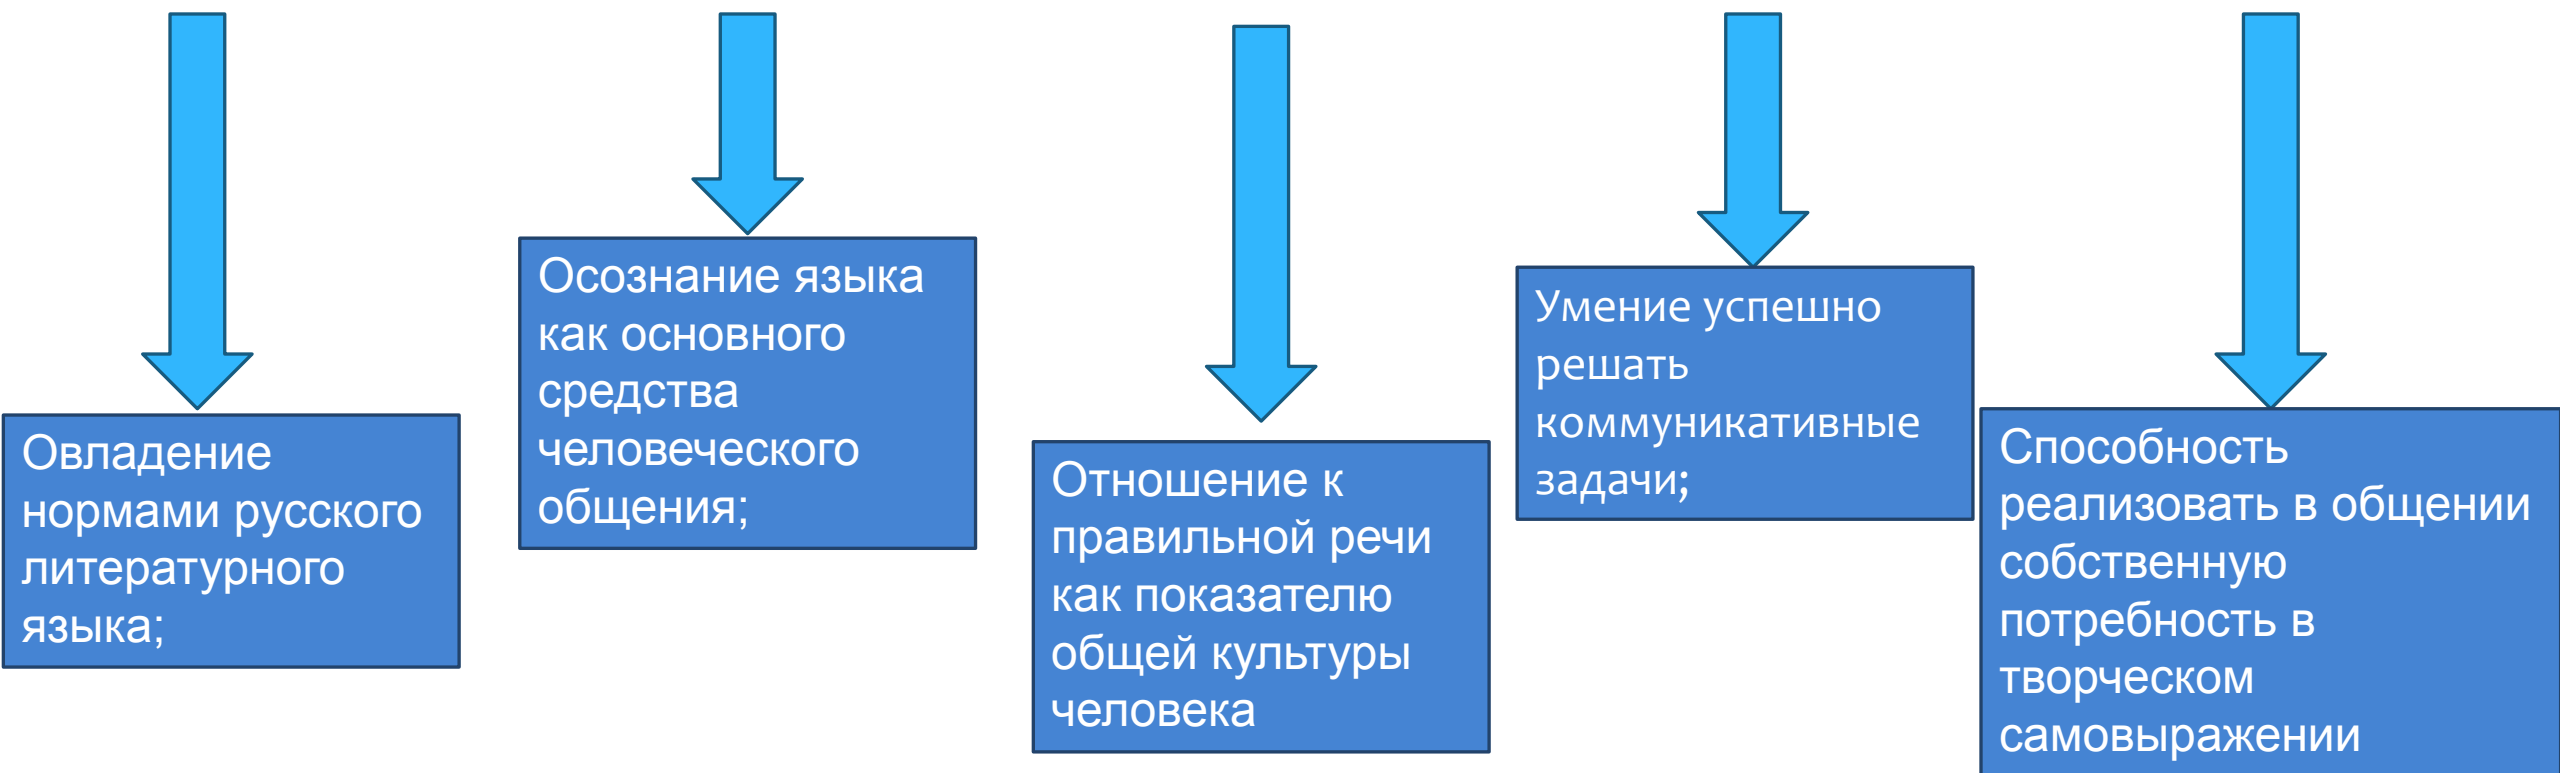 Овладение
нормами русского
литературного
языка;
Осознание языка
как основного
средства
человеческого
общения;
Отношение к
правильной речи
как показателю
общей культуры
человека
Умение успешно
решать
коммуникативные
задачи;
Способность
реализовать в общении
собственную
потребность в
творческом
самовыражении